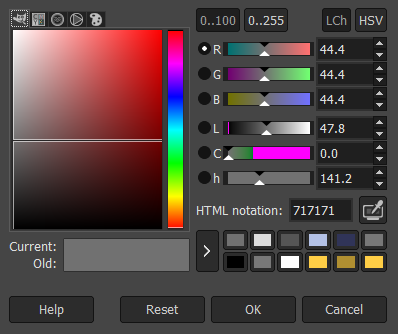 0..100 0..255 LCh HSV
R 44.4
G 44.4
B 44.4
L 47.8
C 0.0
h 141.2
HTML notation: 717171
Current:
Old:
Help Reset OK Cancel